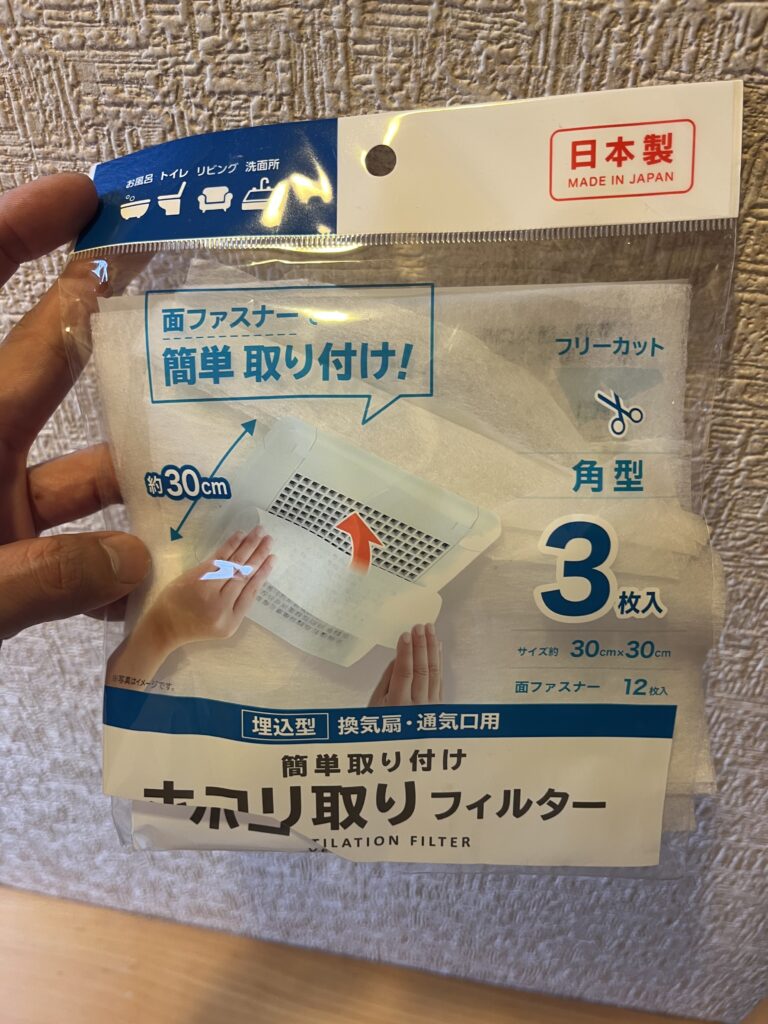 お風呂 トイレ リビング 洗面所
日本製
MADE IN JAPAN
面ファスナー
簡単 取り付け!
フリーカット
約30cm
角型
3枚入
サイズ約 30cm×30cm
面ファスナー 12枚入
※写真はイメージです。
埋込型 換気扇・通気口用
簡単取り付け
ホコリ取りフィルター
FILTER